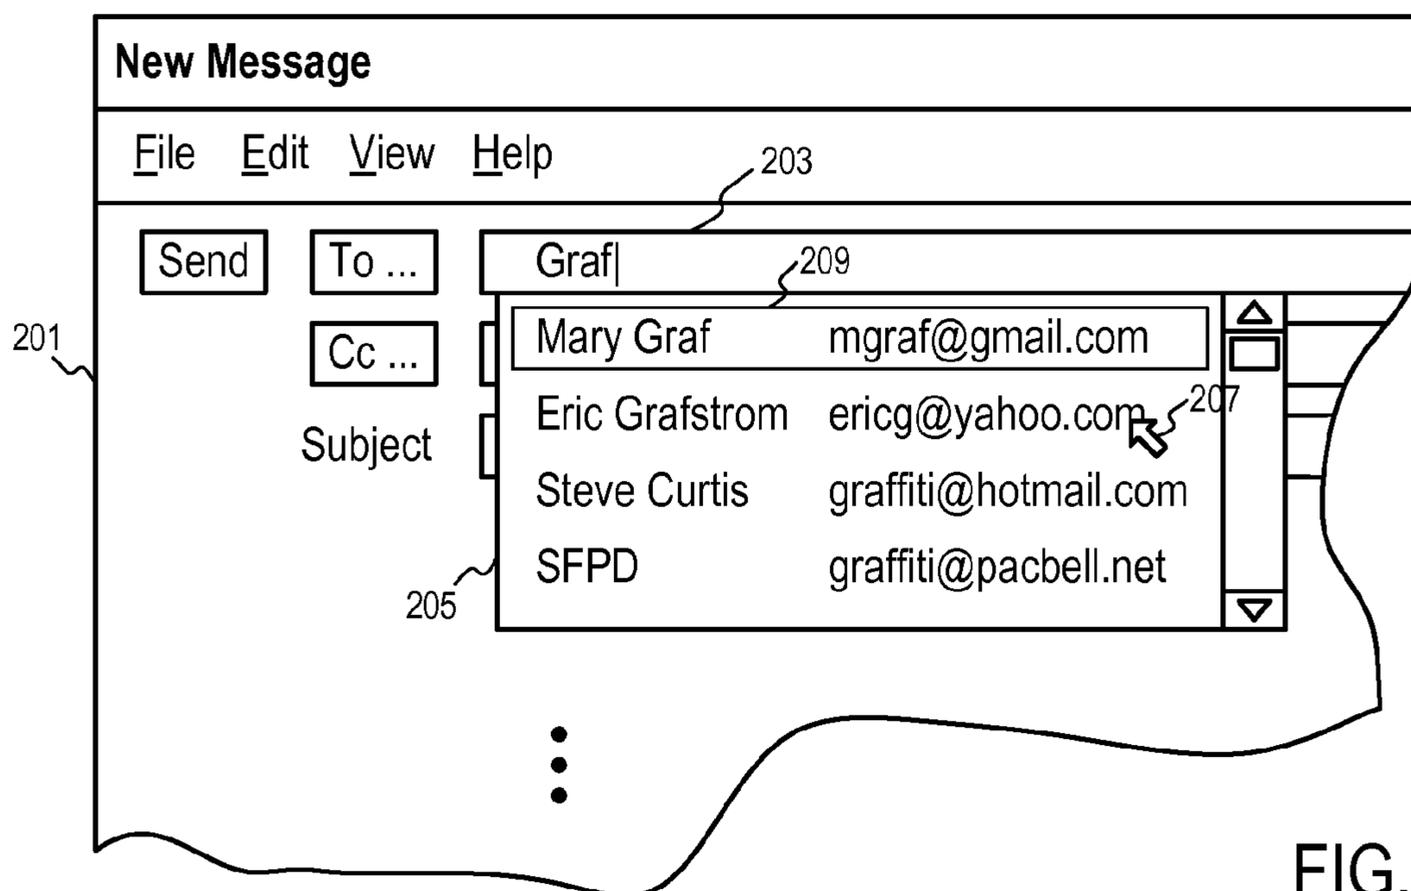 New Message
File Edit View Help
203
Send To ... Graf
209
201
Cc ...
Mary Graf mgraf@gmail.com
Eric Grafstrom ericg@yahoo.com
207
Subject
Steve Curtis graffiti@hotmail.com
SFPD graffiti@pacbell.net
205
FIG.